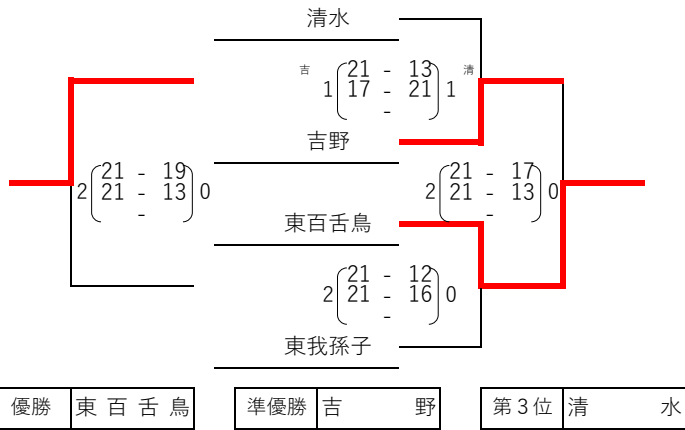 清水
吉 21 - 13 清
1 17 - 21 1
-
吉野
21 - 19
2 21 - 13 0
-
21 - 17
2 21 - 13 0
-
東百舌鳥
21 - 12
2 21 - 16 0
-
東我孫子
優勝 東百舌鳥 準優勝 吉野 第3位 清水